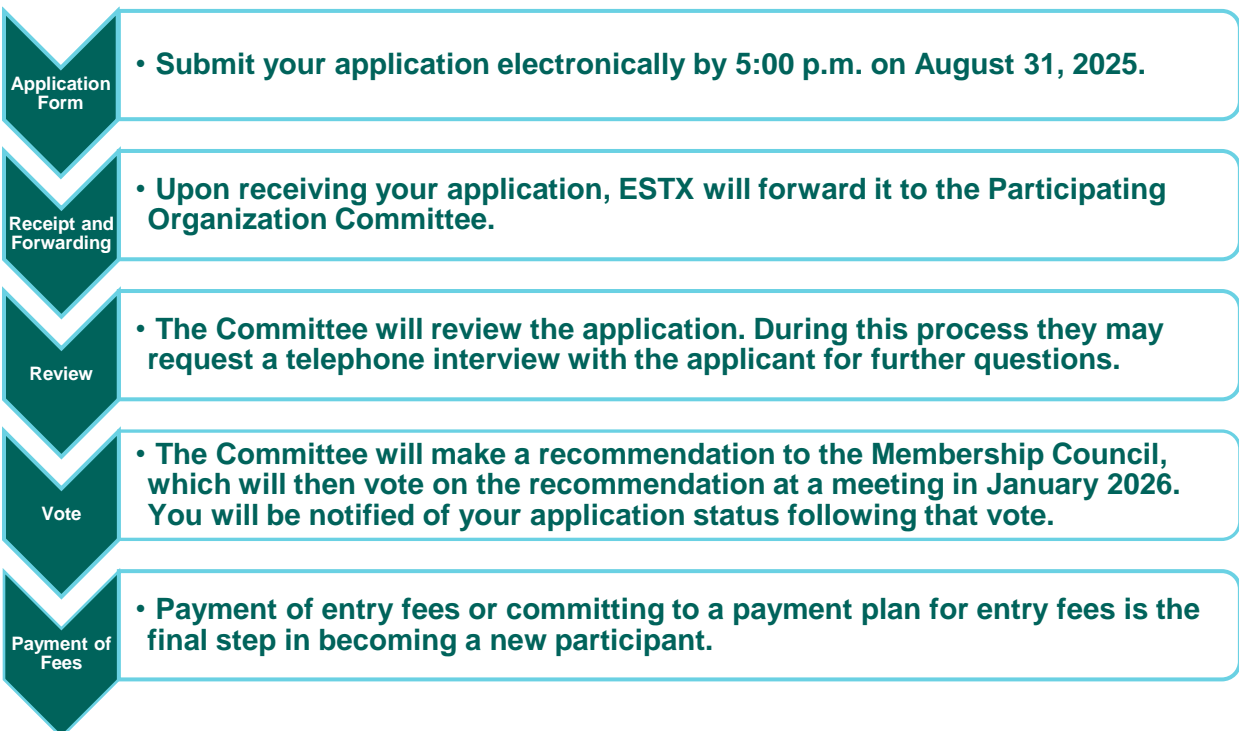 Application
Form
• Submit your application electronically by 5:00 p.m. on August 31, 2025.
Receipt and
Forwarding
• Upon receiving your application, ESTX will forward it to the Participating
Organization Committee.
Review
• The Committee will review the application. During this process they may
request a telephone interview with the applicant for further questions.
Vote
• The Committee will make a recommendation to the Membership Council,
which will then vote on the recommendation at a meeting in January 2026.
You will be notified of your application status following that vote.
Payment of
Fees
• Payment of entry fees or committing to a payment plan for entry fees is the
final step in becoming a new participant.